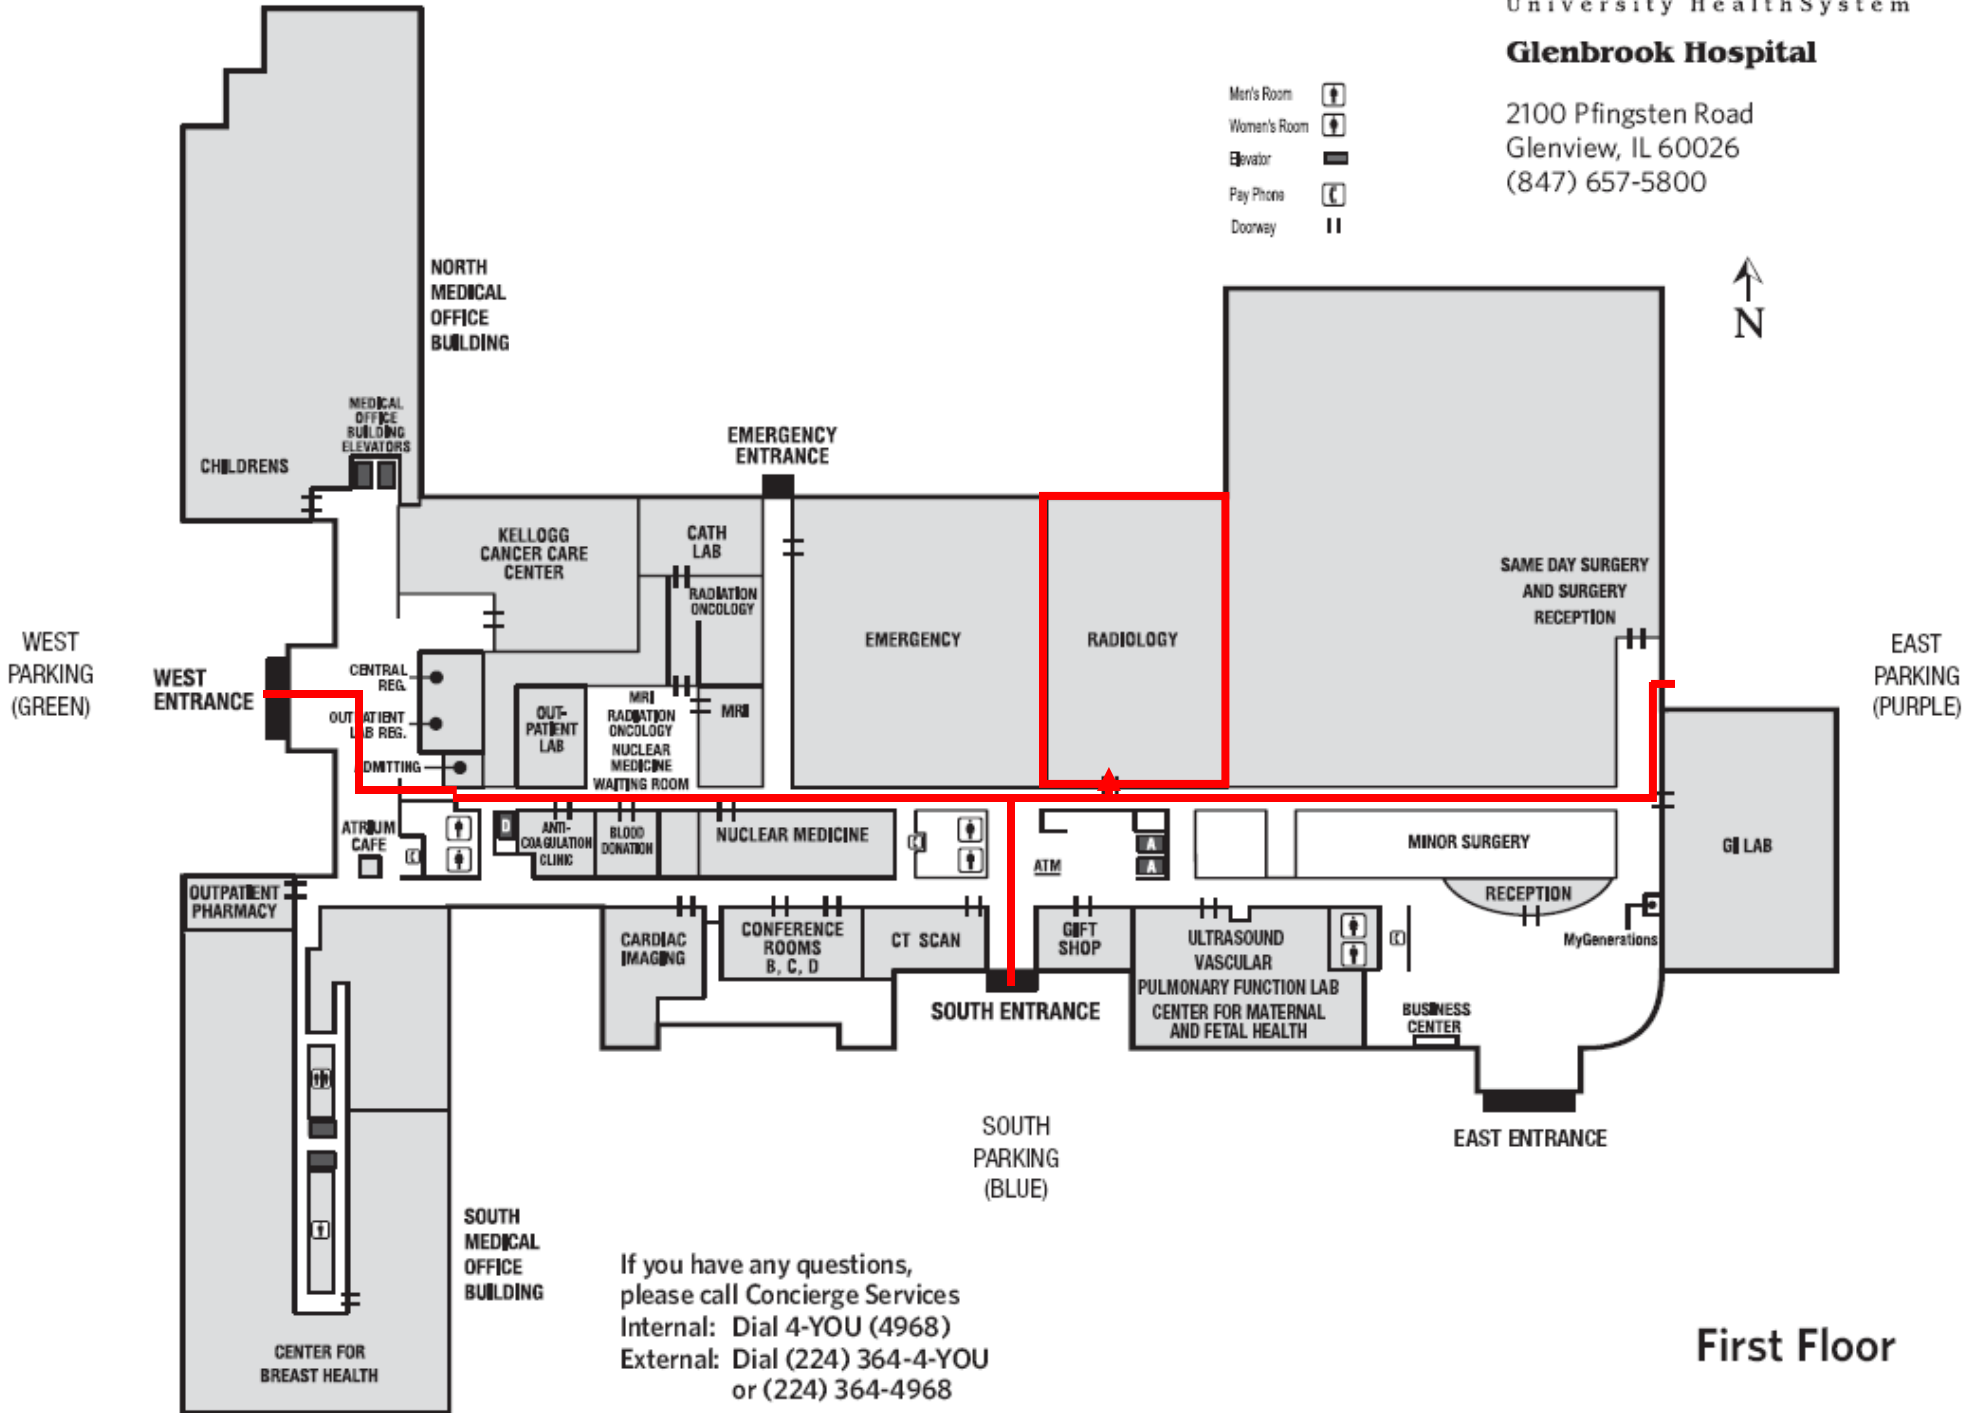 University HealthSystem
Glenbrook Hospital
2100 Pfingsten Road
Glenview, IL 60026
(847) 657-5800
Men's Room
Women's Room
Elevator
Pay Phone
Doorway
N
NORTH
MEDICAL
OFFICE
BUILDING
MEDICAL
OFFICE
BUILDING
ELEVATORS
CHILDRENS
EMERGENCY
ENTRANCE
KELLOGG
CANCER CARE
CENTER
CATH
LAB
RADIATION
ONCOLOGY
EMERGENCY
RADIOLOGY
SAME DAY SURGERY
AND SURGERY
RECEPTION
WEST
PARKING
(GREEN)
WEST
ENTRANCE
CENTRAL
REG.
OUTPATIENT
LAB REG.
ADMITTING
OUT-
PATIENT
LAB
MRI
RADIATION
ONCOLOGY
NUCLEAR
MEDICINE
WAITING ROOM
MRI
EAST
PARKING
(PURPLE)
ATRIUM
CAFE
D
ANTI-
COAGULATION
CLINIC
BLOOD
DONATION
NUCLEAR MEDICINE
ATM
A
A
MINOR SURGERY
RECEPTION
GI LAB
MyGenerations
OUTPATIENT
PHARMACY
CARDIAC
IMAGING
CONFERENCE
ROOMS
B, C, D
CT SCAN
GIFT
SHOP
ULTRASOUND
VASCULAR
PULMONARY FUNCTION LAB
CENTER FOR MATERNAL
AND FETAL HEALTH
SOUTH ENTRANCE
BUSINESS
CENTER
EAST ENTRANCE
SOUTH
PARKING
(BLUE)
SOUTH
MEDICAL
OFFICE
BUILDING
CENTER FOR
BREAST HEALTH
If you have any questions,
please call Concierge Services
Internal: Dial 4-YOU (4968)
External: Dial (224) 364-4-YOU
or (224) 364-4968
First Floor